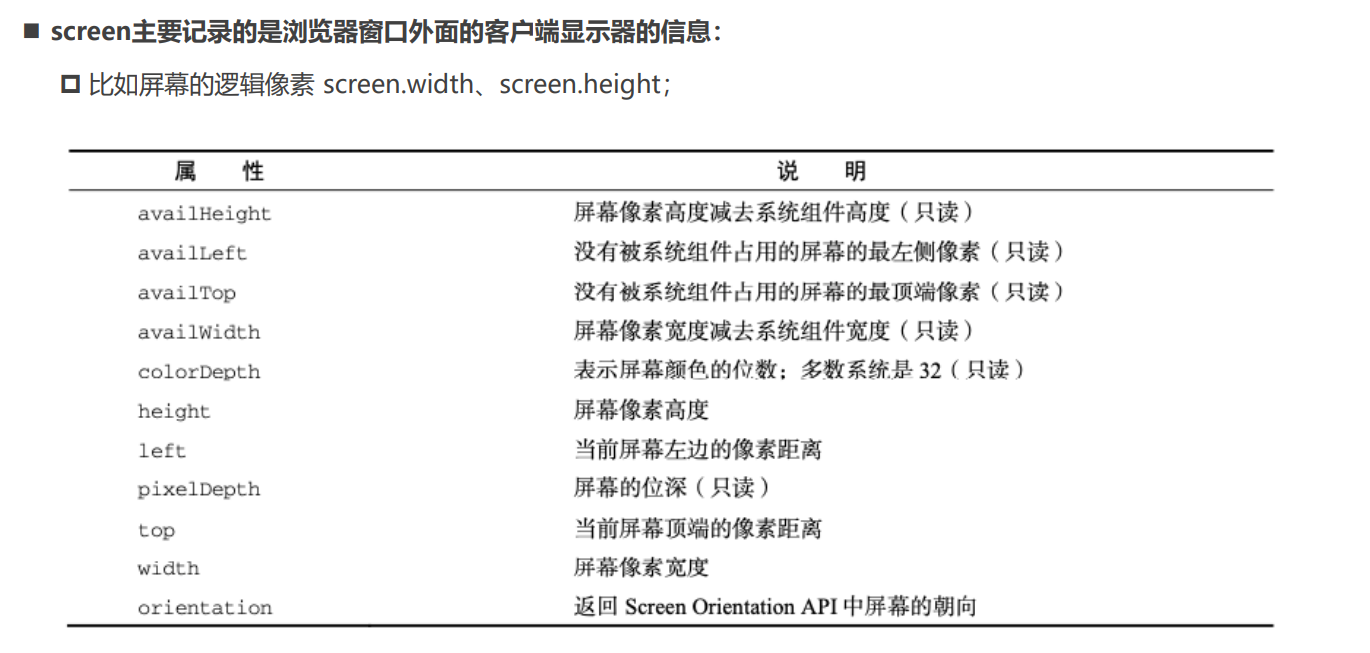 screen主要记录的是浏览器窗口外面的客户端显示器的信息：
比如屏幕的逻辑像素 screen.width、screen.height；
属 性 说 明
availHeight 屏幕像素高度减去系统组件高度（只读）
availLeft 没有被系统组件占用的屏幕的最左侧像素（只读）
availTop 没有被系统组件占用的屏幕的最顶端像素（只读）
availWidth 屏幕像素宽度减去系统组件宽度（只读）
colorDepth 表示屏幕颜色的位数；多数系统是 32（只读）
height 屏幕像素高度
left 当前屏幕左边的像素距离
pixelDepth 屏幕的位深（只读）
top 当前屏幕顶端的像素距离
width 屏幕像素宽度
orientation 返回 Screen Orientation API 中屏幕的朝向